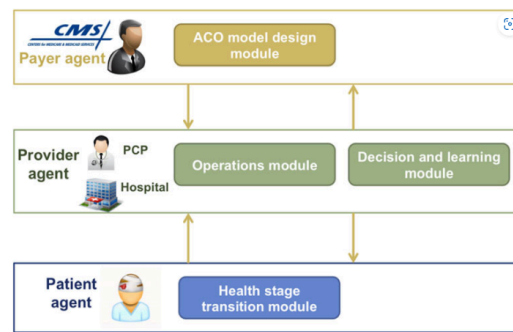 CMS
CENTERS for MEDICARE & MEDICAID SERVICES
Payer agent
ACO model design
module
Provider
agent
PCP
Hospital
Operations module
Decision and learning
module
Patient
agent
Health stage
transition module